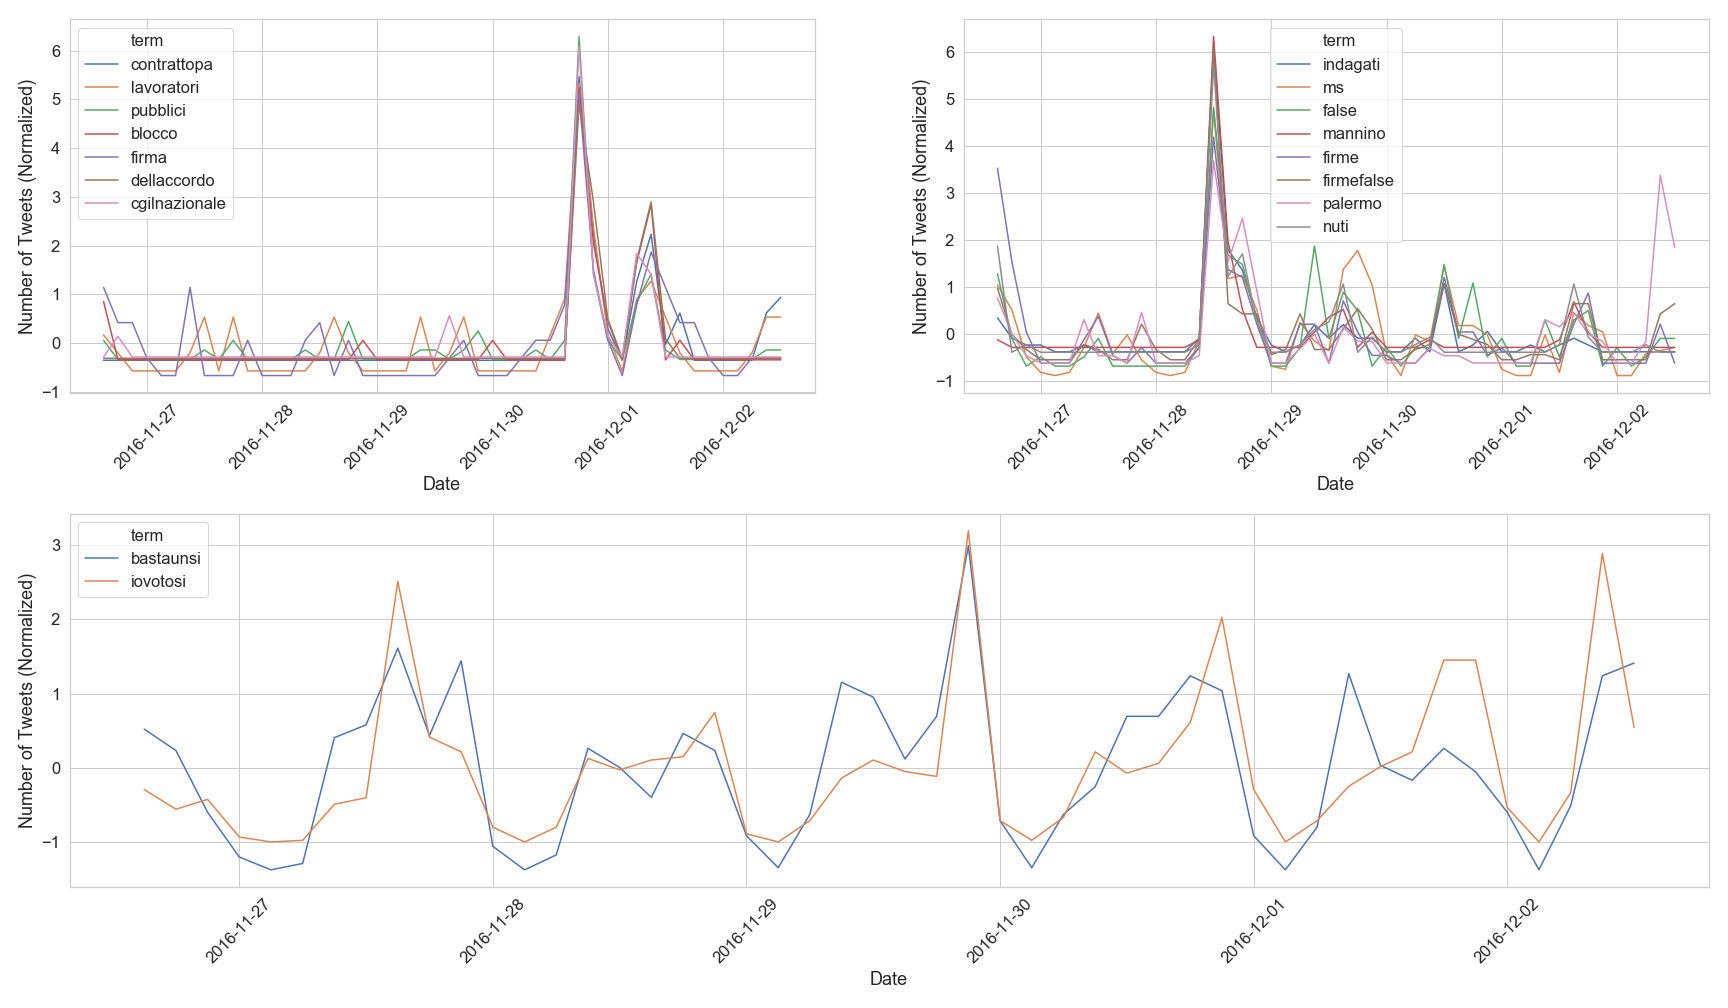 Number of Tweets (Normalized)
6
5
4
3
2
1
0
−1
term
contrattopa
lavoratori
pubblici
blocco
firma
dellaccordo
cgilnazionale
2016-11-27
2016-11-28
2016-11-29
2016-11-30
2016-12-01
2016-12-02
Date
Number of Tweets (Normalized)
6
5
4
3
2
1
0
−1
term
indagati
ms
false
mannino
firme
firmefalse
palermo
nuti
2016-11-27
2016-11-28
2016-11-29
2016-11-30
2016-12-01
2016-12-02
Date
Number of Tweets (Normalized)
3
2
1
0
−1
term
bastaunsi
iovotosi
2016-11-27
2016-11-28
2016-11-29
2016-11-30
2016-12-01
2016-12-02
Date